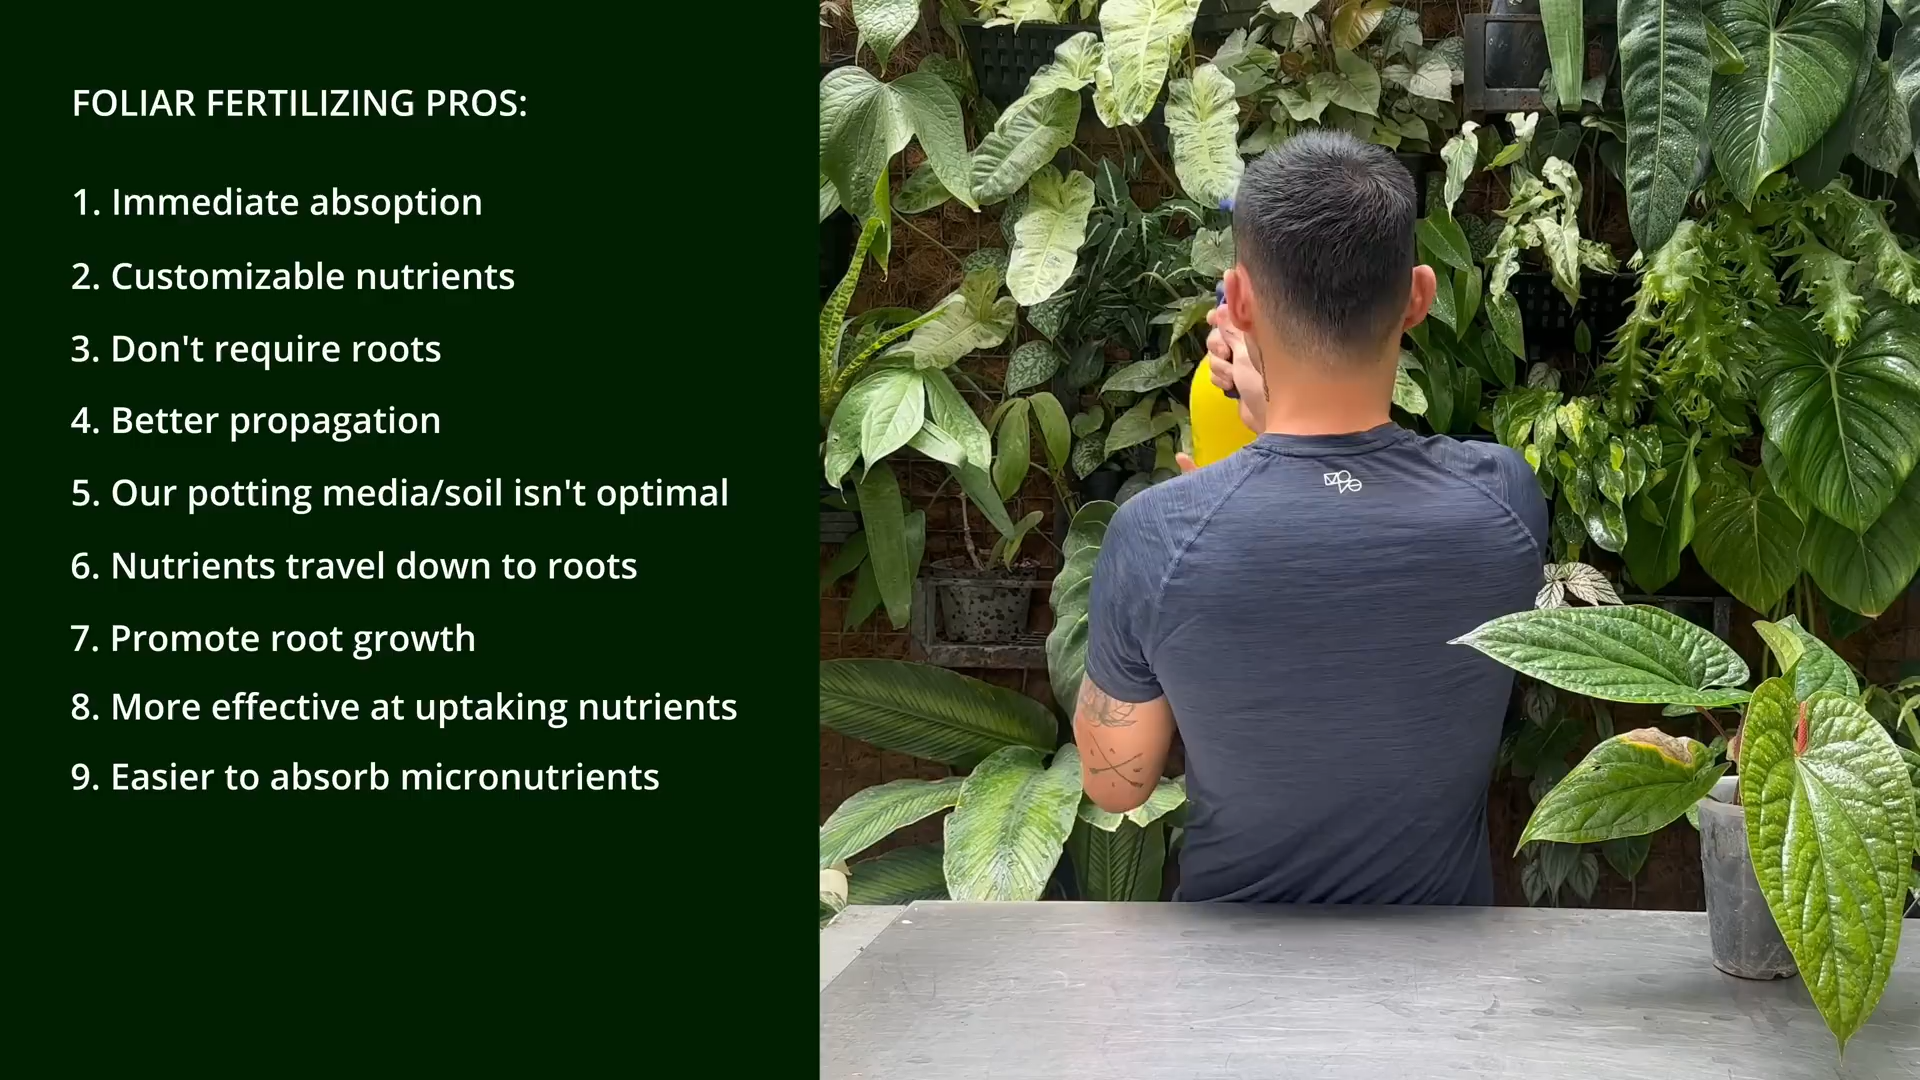 FOLIAR FERTILIZING PROS:
1. Immediate absoption
2. Customizable nutrients
3. Don't require roots
4. Better propagation
5. Our potting media/soil isn't optimal
6. Nutrients travel down to roots
7. Promote root growth
8. More effective at uptaking nutrients
9. Easier to absorb micronutrients